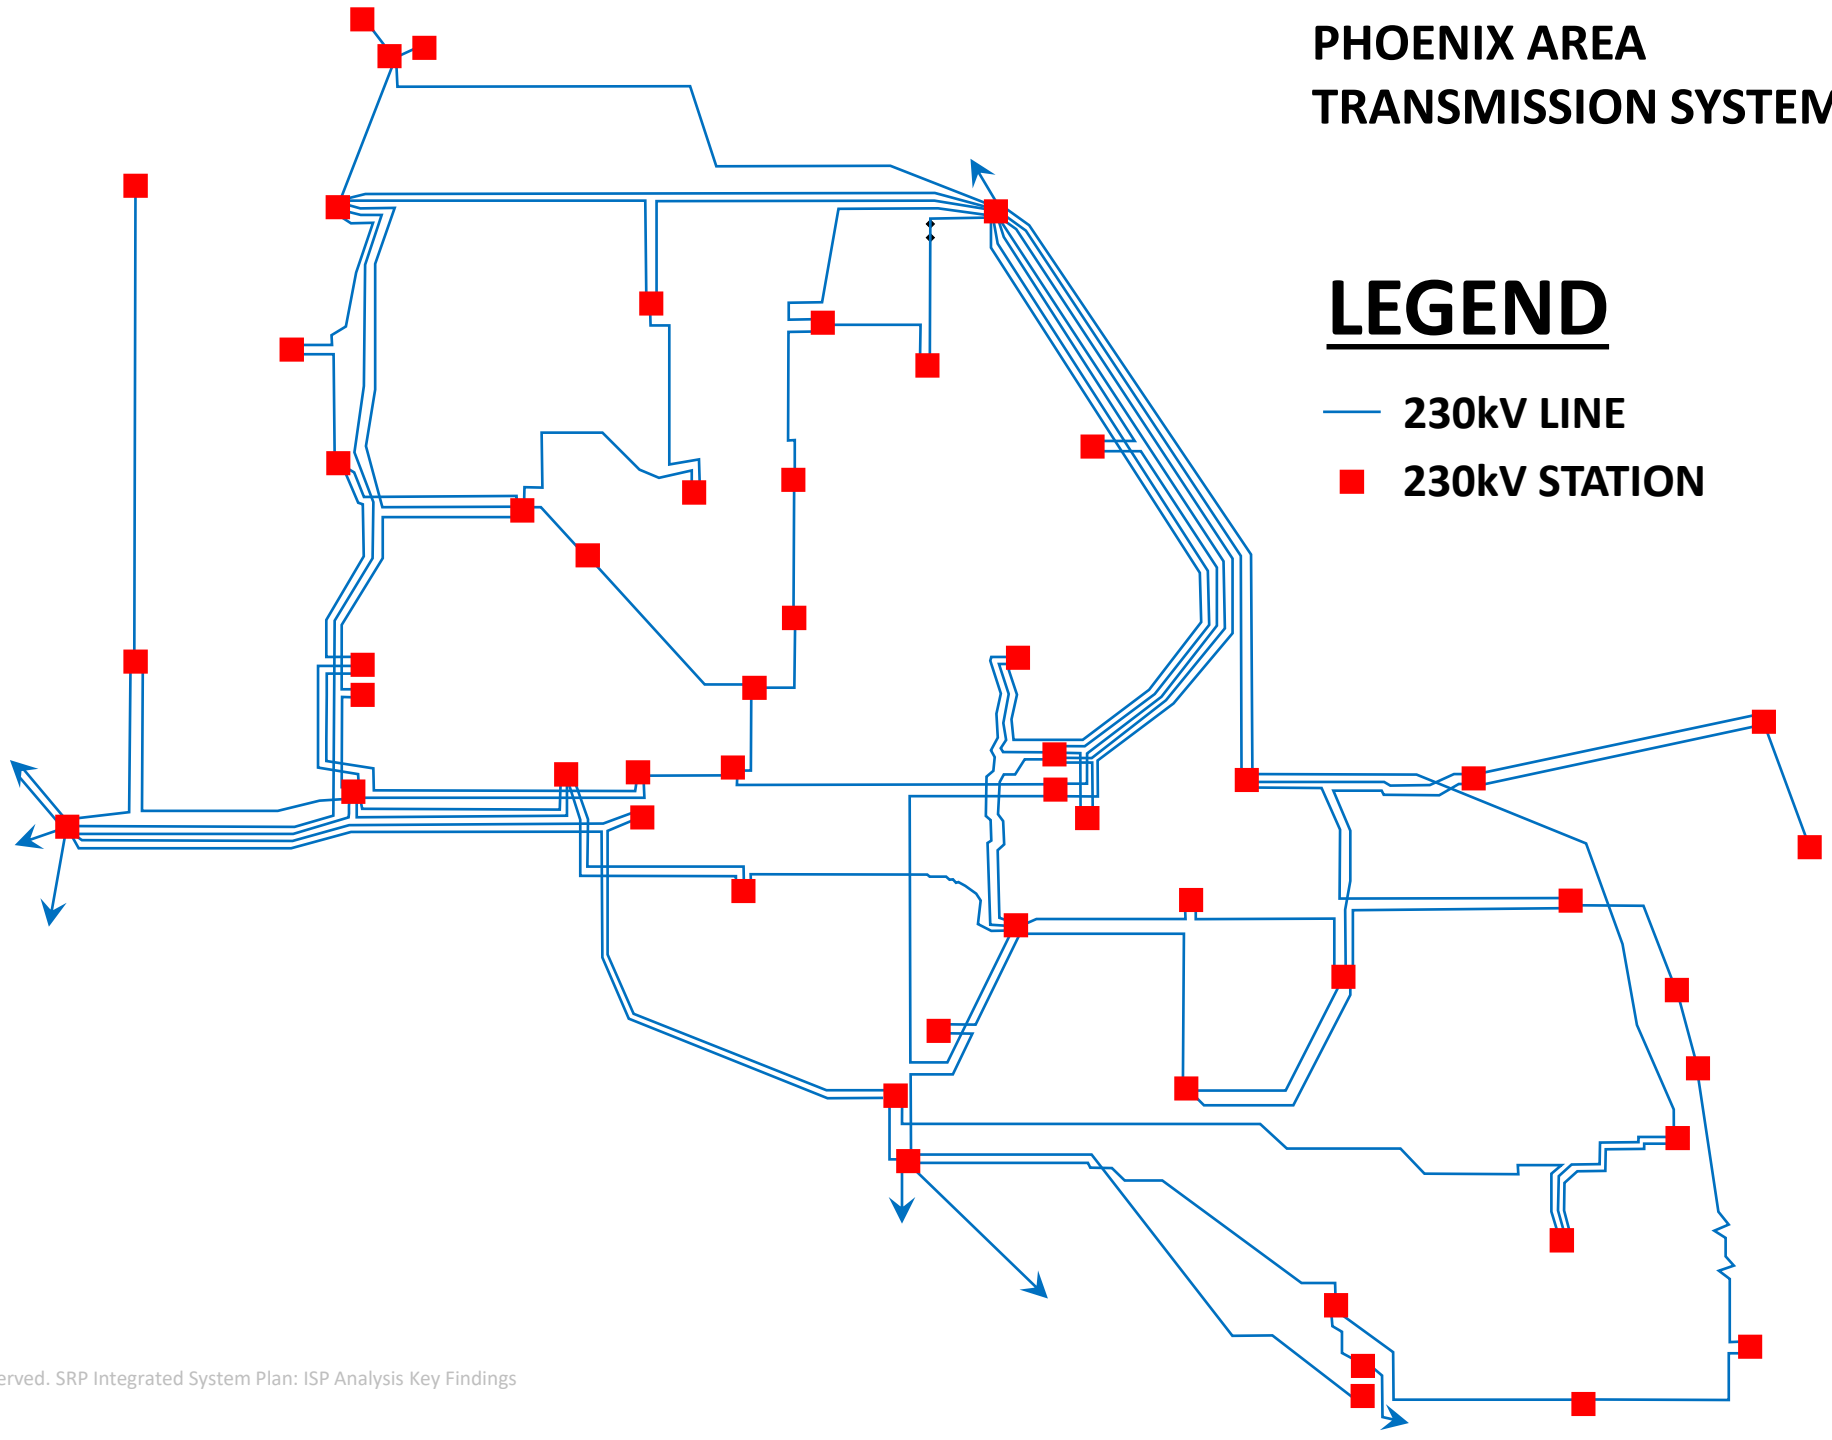 PHOENIX AREA
TRANSMISSION SYSTEM
LEGEND
230kV LINE
230kV STATION
erved. SRP Integrated System Plan: ISP Analysis Key Findings